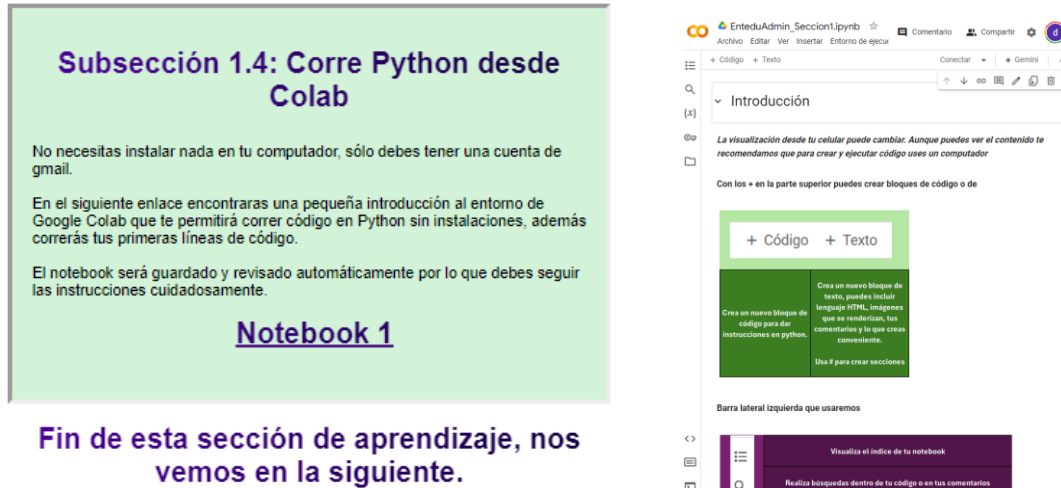 Subsección 1.4: Corre Python desde
Colab
No necesitas instalar nada en tu computador, sólo debes tener una cuenta de
gmail.
En el siguiente enlace encontraras una pequeña introducción al entorno de
Google Colab que te permitirá correr código en Python sin instalaciones, además
correrás tus primeras líneas de código.
El notebook será guardado y revisado automáticamente por lo que debes seguir
las instrucciones cuidadosamente.
Notebook 1
Fin de esta sección de aprendizaje, nos
vemos en la siguiente.
EnteduAdmin_Seccion1.ipynb
Comentario
Compartir
d
Archivo Editar Ver Insertar Entorno de ejecuc
+ Código + Texto
Conectar
Gemini
Introducción
{x}
La visualización desde tu celular puede cambiar. Aunque puedes ver el contenido te
recomendamos que para crear y ejecutar código uses un computador
Con los + en la parte superior puedes crear bloques de código o de
+ Código + Texto
Crea un nuevo bloque de
código para dar
instrucciones en python.
Crea un nuevo bloque de
texto, puedes incluir
lenguaje HTML, imágenes
que se renderizan, tus
comentarios y lo que creas
conveniente.
Usa # para crear secciones
Barra lateral izquierda que usaremos
Visualiza el índice de tu notebook
Realiza búsquedas dentro de tu código o en tus comentarios